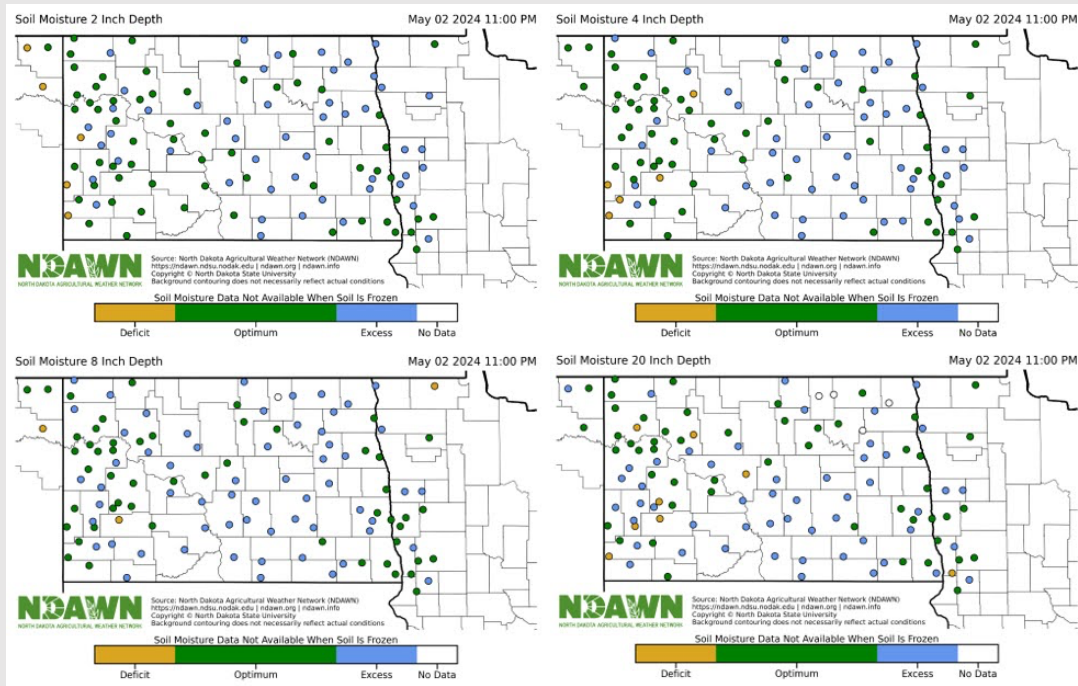 Soil Moisture 2 Inch Depth May 02 2024 11:00 PM
NDAWN
NORTH DAKOTA AGRICULTURAL WEATHER NETWORK
Source: North Dakota Agricultural Weather Network (NDAWN)
https://ndawn.ndsu.nodak.edu | ndawn.org | ndawn.info
Copyright © North Dakota State University
Background contouring does not necessarily reflect actual conditions
Soil Moisture Data Not Available When Soil Is Frozen
Deficit Optimum Excess No Data
Soil Moisture 4 Inch Depth May 02 2024 11:00 PM
NDAWN
NORTH DAKOTA AGRICULTURAL WEATHER NETWORK
Source: North Dakota Agricultural Weather Network (NDAWN)
https://ndawn.ndsu.nodak.edu | ndawn.org | ndawn.info
Copyright © North Dakota State University
Background contouring does not necessarily reflect actual conditions
Soil Moisture Data Not Available When Soil Is Frozen
Deficit Optimum Excess No Data
Soil Moisture 8 Inch Depth May 02 2024 11:00 PM
NDAWN
NORTH DAKOTA AGRICULTURAL WEATHER NETWORK
Source: North Dakota Agricultural Weather Network (NDAWN)
https://ndawn.ndsu.nodak.edu | ndawn.org | ndawn.info
Copyright © North Dakota State University
Background contouring does not necessarily reflect actual conditions
Soil Moisture Data Not Available When Soil Is Frozen
Deficit Optimum Excess No Data
Soil Moisture 20 Inch Depth May 02 2024 11:00 PM
NDAWN
NORTH DAKOTA AGRICULTURAL WEATHER NETWORK
Source: North Dakota Agricultural Weather Network (NDAWN)
https://ndawn.ndsu.nodak.edu | ndawn.org | ndawn.info
Copyright © North Dakota State University
Background contouring does not necessarily reflect actual conditions
Soil Moisture Data Not Available When Soil Is Frozen
Deficit Optimum Excess No Data